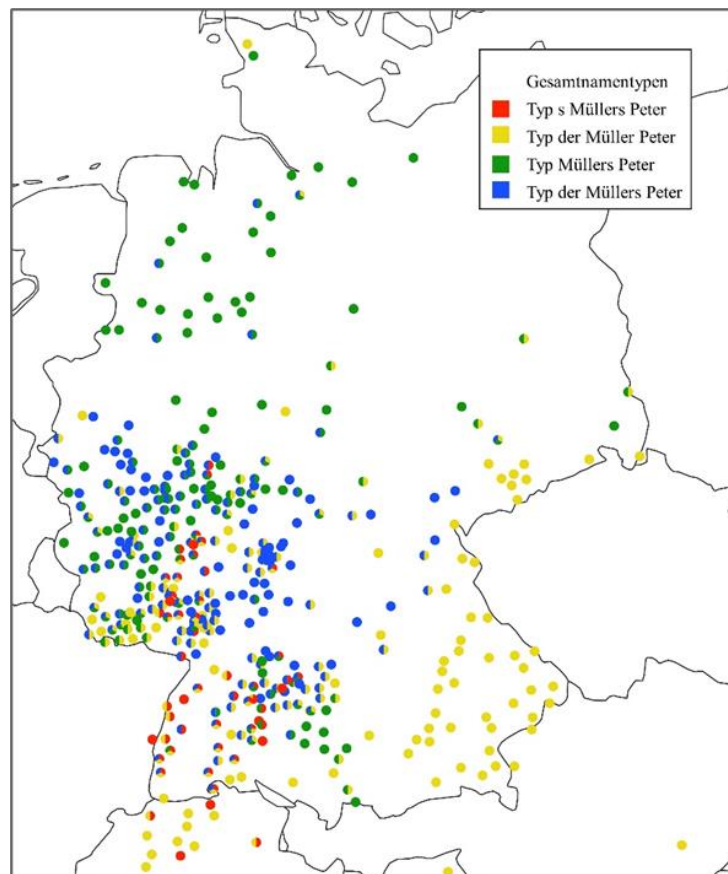 Gesamtnamentypen
Typ s Müllers Peter
Typ der Müller Peter
Typ Müllers Peter
Typ der Müllers Peter